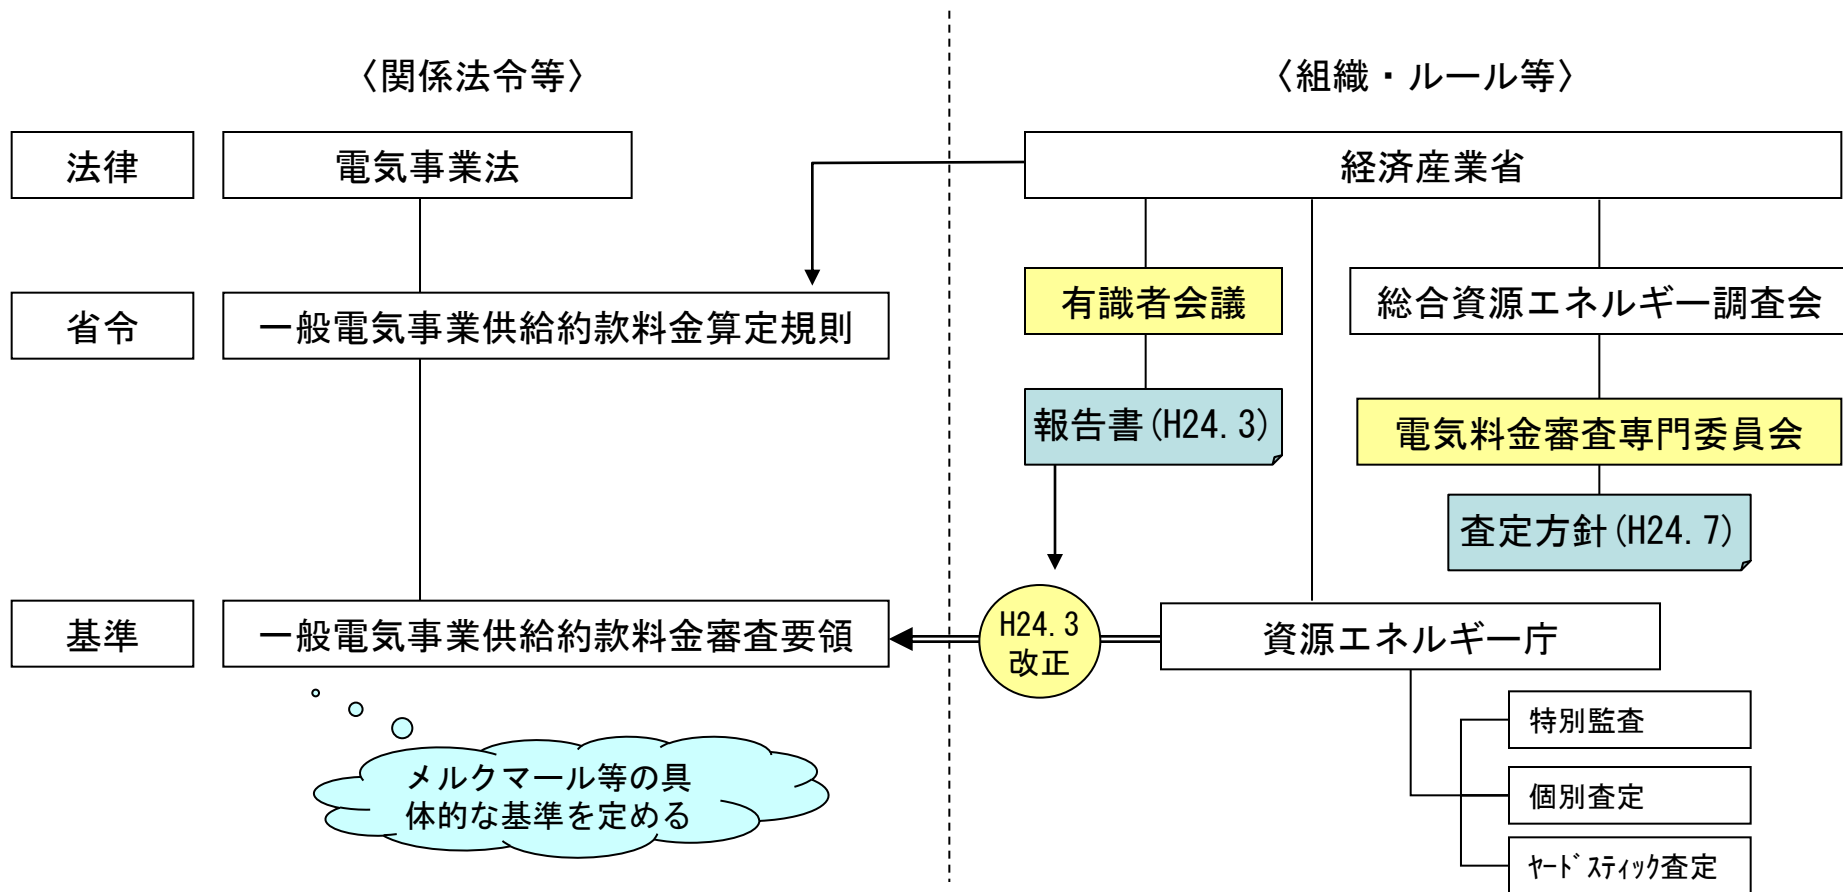 〈関係法令等〉
〈組織・ルール等〉
法律
電気事業法
経済産業省
省令
一般電気事業供給約款料金算定規則
有識者会議
総合資源エネルギー調査会
報告書(H24.3)
電気料金審査専門委員会
査定方針(H24.7)
基準
一般電気事業供給約款料金審査要領
H24.3
改正
資源エネルギー庁
メルクマール等の具
体的な基準を定める
特別監査
個別査定
ﾔｰﾄﾞｽﾃｨｯｸ査定